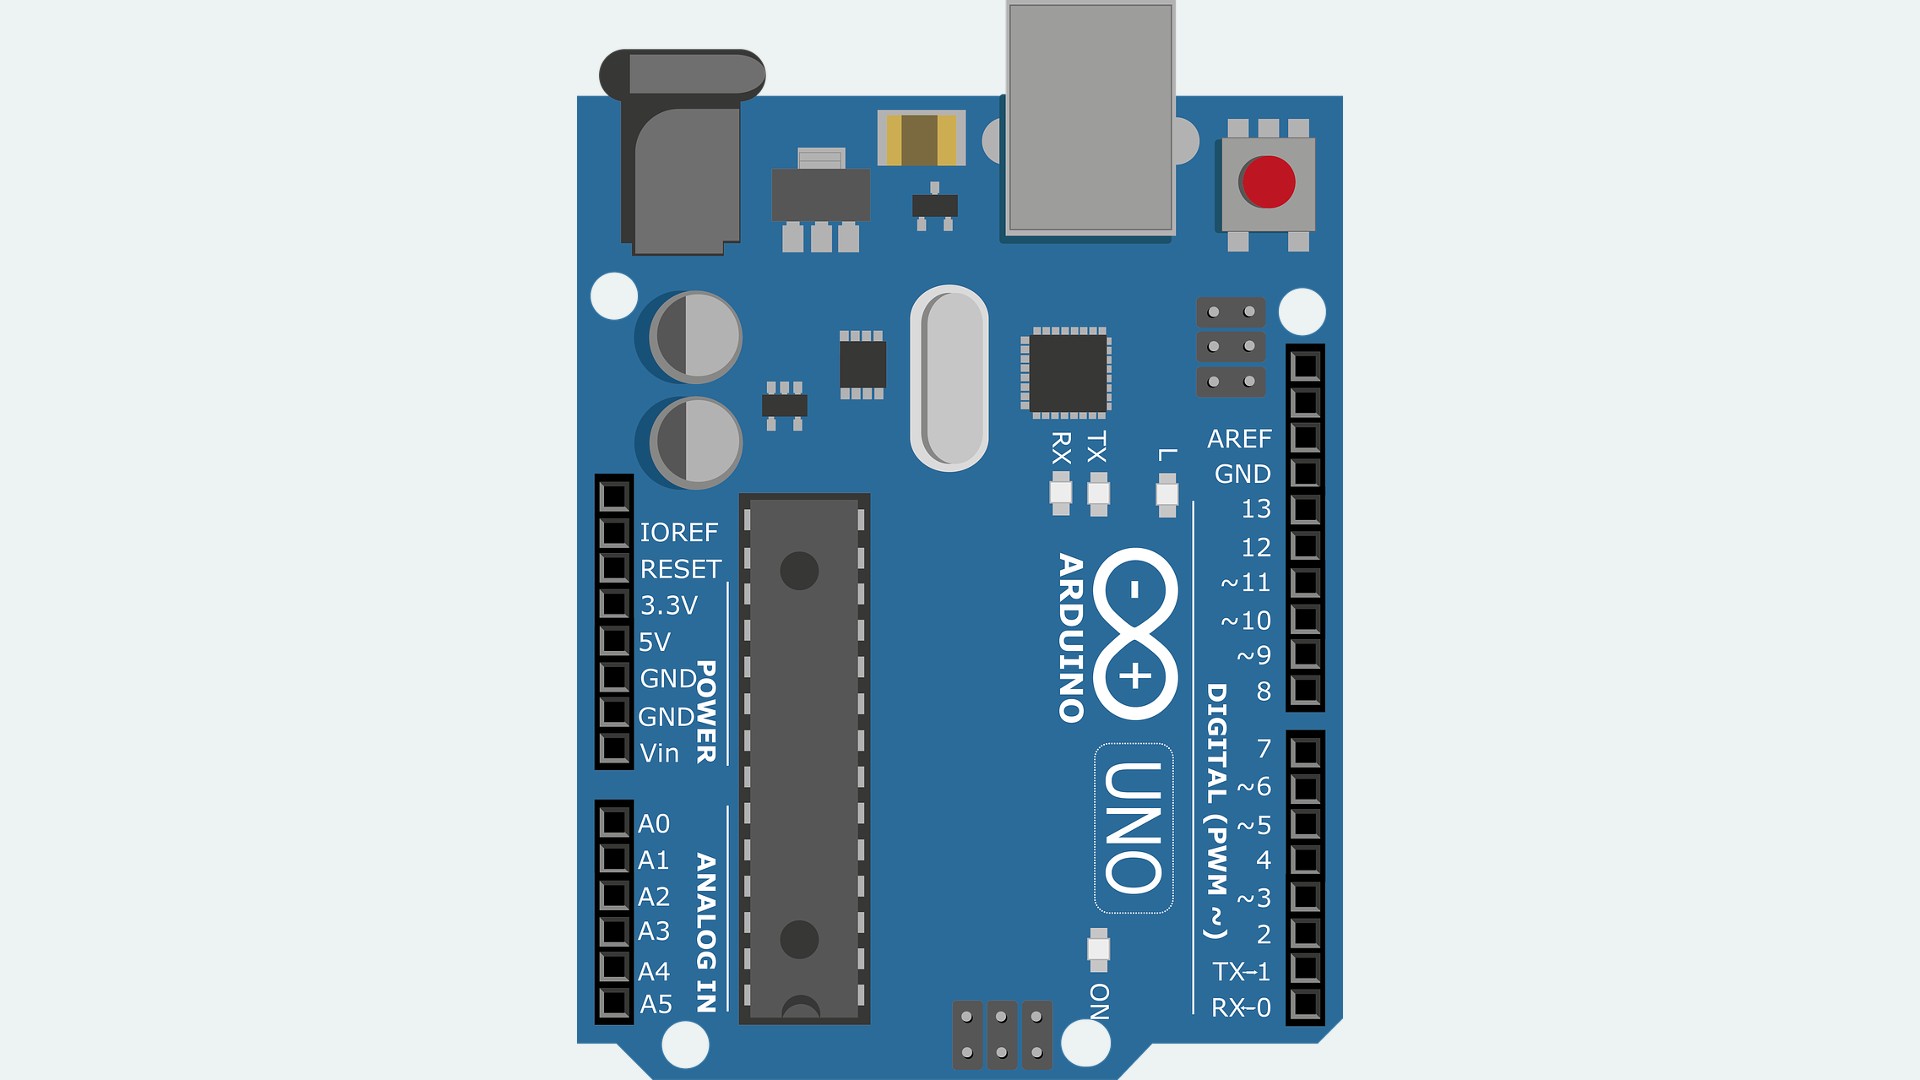 RX
TX
L
AREF
GND
13
12
~11
~10
~9
8
IOREF
RESET
3.3V
5V
GND
GND
Vin
POWER
ARDUINO
- +
UNO
DIGITAL (PWM ~)
7
~6
~5
4
~3
2
TX→1
RX←0
A0
A1
A2
A3
A4
A5
ANALOG IN
ON